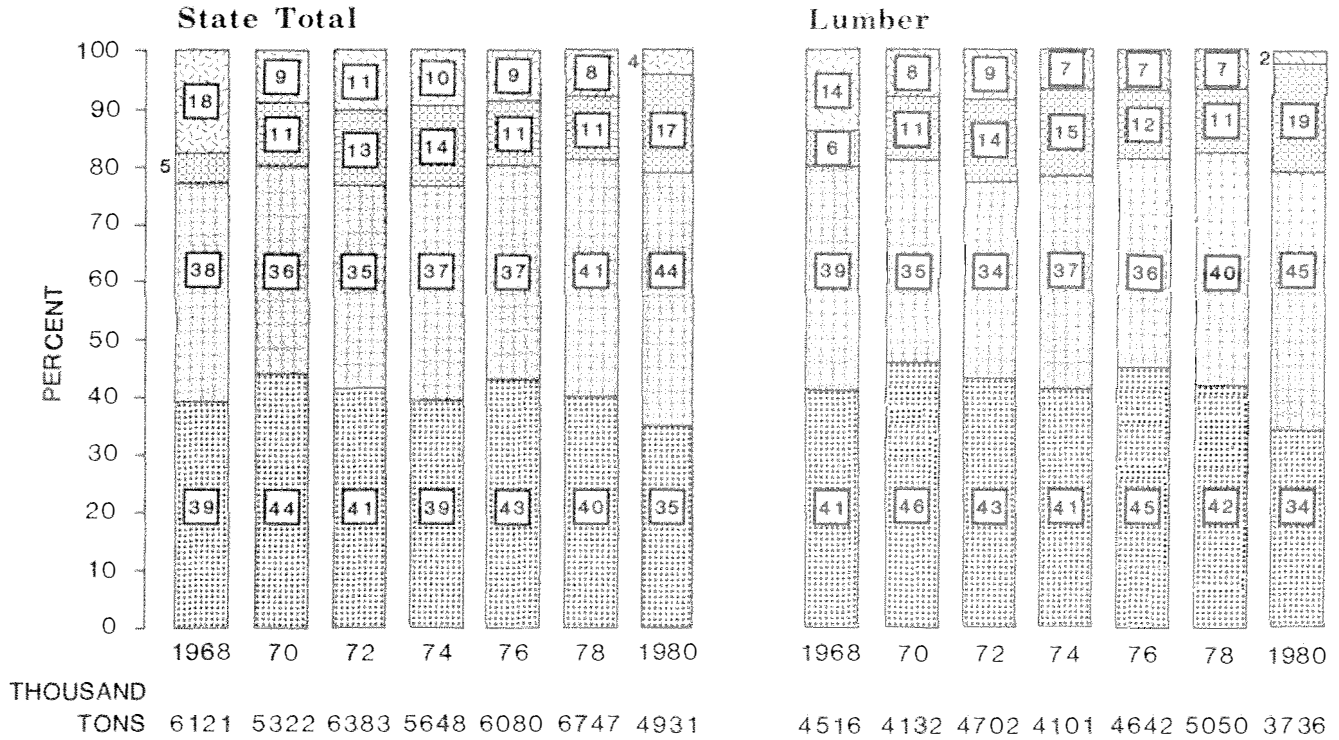 State Total Lumber
100
90
80
70
60
50
40
30
20
10
0
PERCENT
9 11 10 9 8 4 8 9 7 7 7 2
18 14
11 13 14 11 11 17 6 11 14 15 12 11 19
5
38 36 35 37 37 41 44 39 35 34 37 36 40 45
39 44 41 39 43 40 35 41 46 43 41 45 42 34
1968 70 72 74 76 78 1980 1968 70 72 74 76 78 1980
THOUSAND
TONS 6121 5322 6383 5648 6080 6747 4931 4516 4132 4702 4101 4642 5050 3736